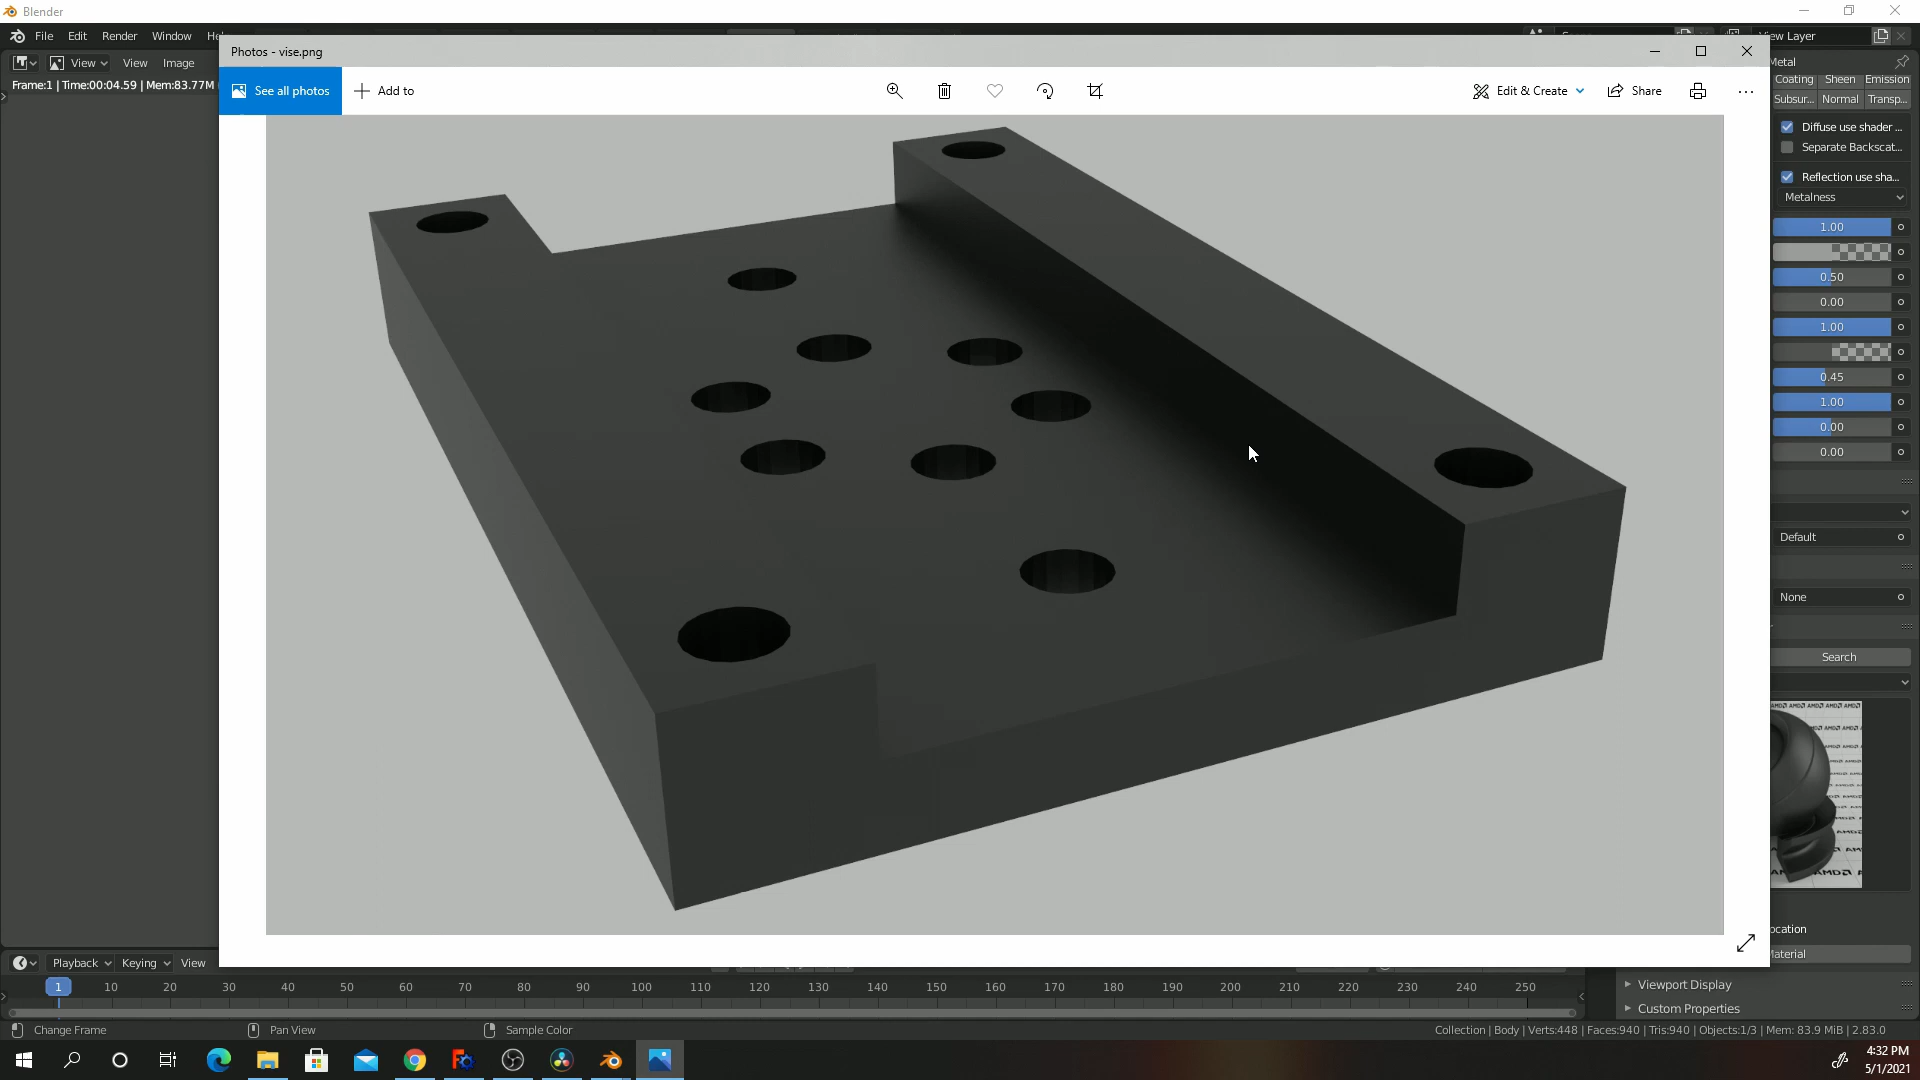 Blender
File Edit Render Window
View Layer
Photos - vise.png
View View Image
Metal
Frame:1 | Time:00:04.59 | Mem:83.77M
See all photos
Add to
Edit & Create
Share
Coating Sheen Emission
Subsur... Normal Transp...
Diffuse use shader ...
Separate Backscat...
Reflection use sha...
Metalness
1.00
0.50
0.00
1.00
0.45
1.00
0.00
0.00
Default
None
Search
ocation
Material
Playback Keying View
1 10 20 30 40 50 60 70 80 90 100 110 120 130 140 150 160 170 180 190 200 210 220 230 240 250
Viewport Display
Custom Properties
Change Frame Pan View Sample Color
Collection | Body | Verts:448 | Faces:940 | Tris:940 | Objects:1/3 | Mem: 83.9 MiB | 2.83.0
4:32 PM
5/1/2021